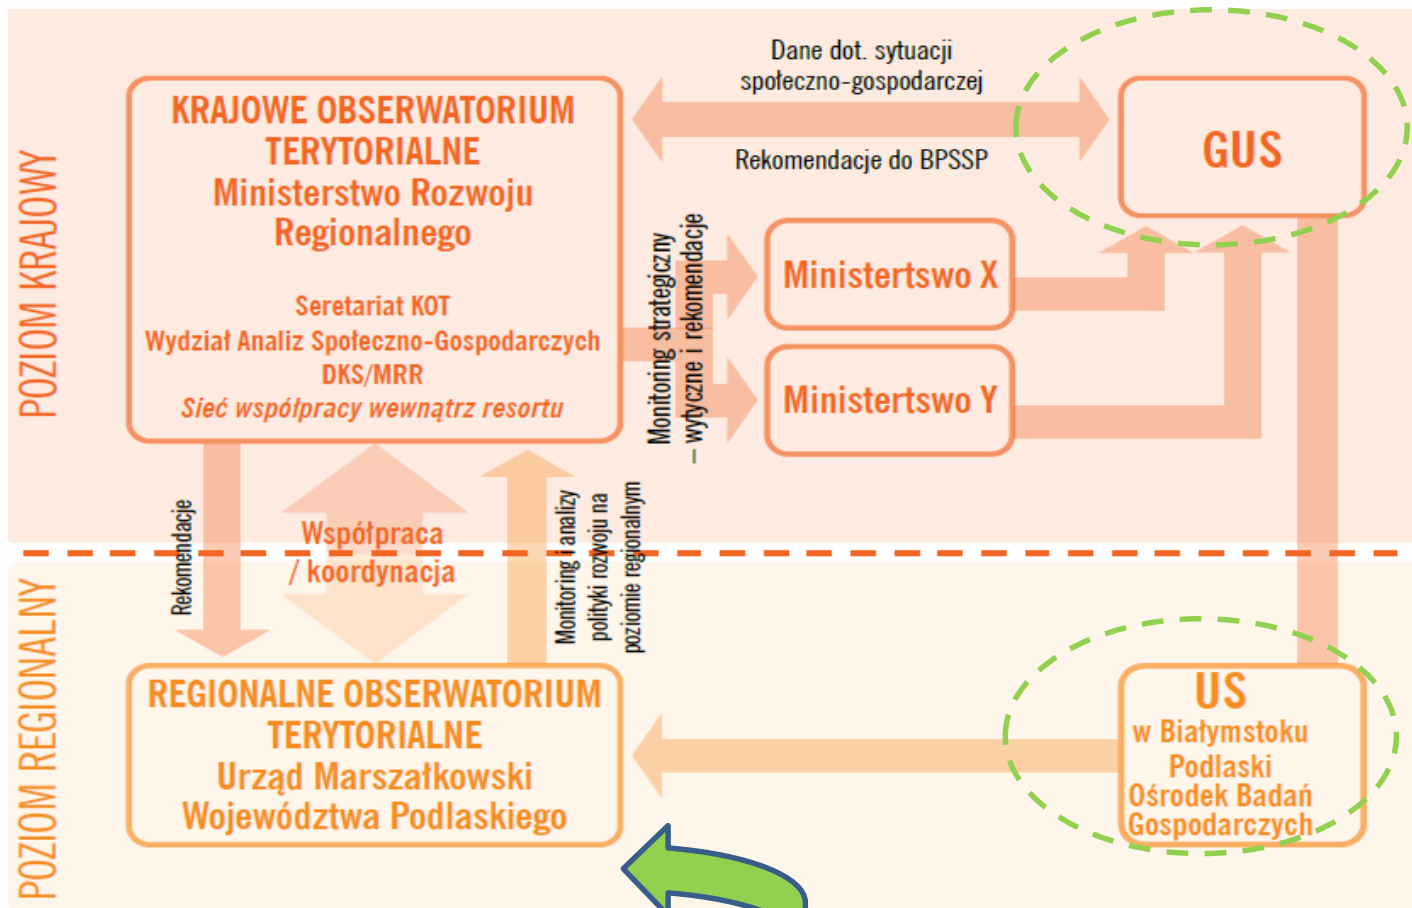 POZIOM KRAJOWY
KRAJOWE OBSERWATORIUM
TERYTORIALNE
Ministerstwo Rozwoju
Regionalnego
Seretariat KOT
Wydział Analiz Społeczno-Gospodarczych
DKS/MRR
Sieć współpracy wewnątrz resortu
Dane dot. sytuacji
społeczno-gospodarczej
Rekomendacje do BPSSP
GUS
Monitoring strategiczny
– wytyczne i rekomendacje
Ministertswo X
Ministertswo Y
Rekomendacje
Współpraca
/ koordynacja
Monitoring i analizy
polityki rozwoju na
poziomie regionalnym
POZIOM REGIONALNY
REGIONALNE OBSERWATORIUM
TERYTORIALNE
Urząd Marszałkowski
Województwa Podlaskiego
US
w Białymstoku
Podlaski
Ośrodek Badań
Gospodarczych